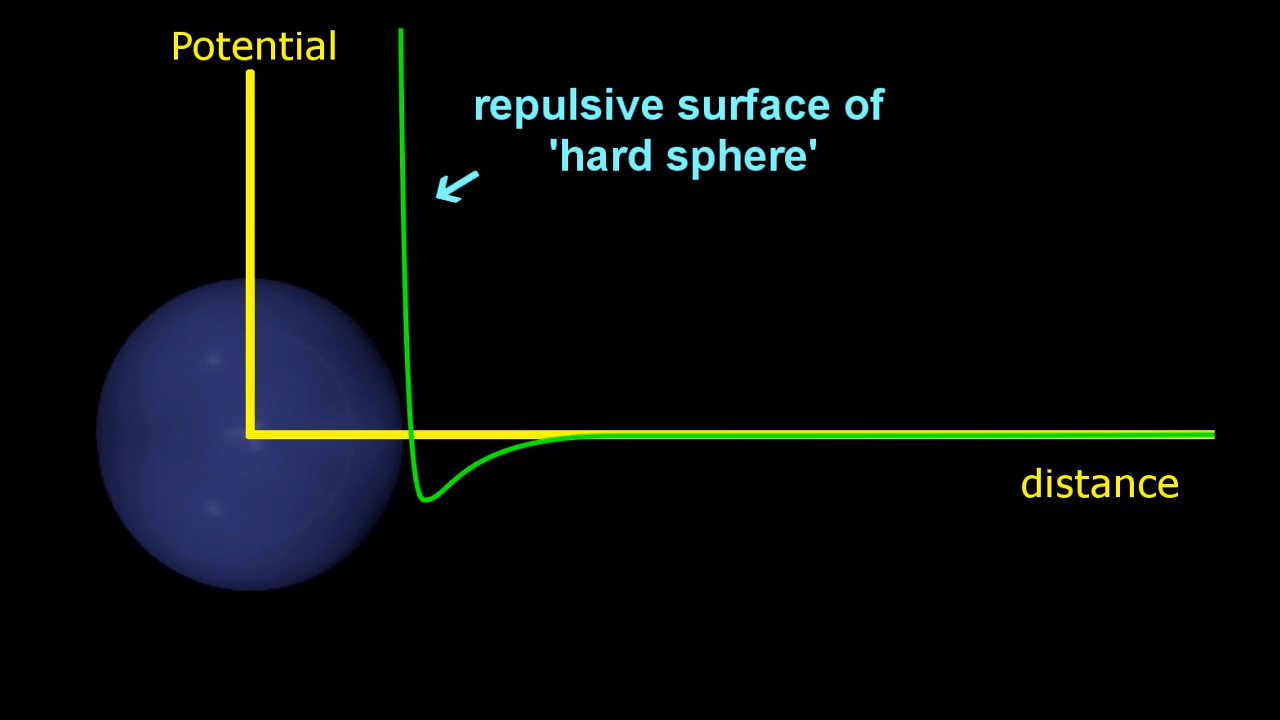 Potential
repulsive surface of
'hard sphere'
distance